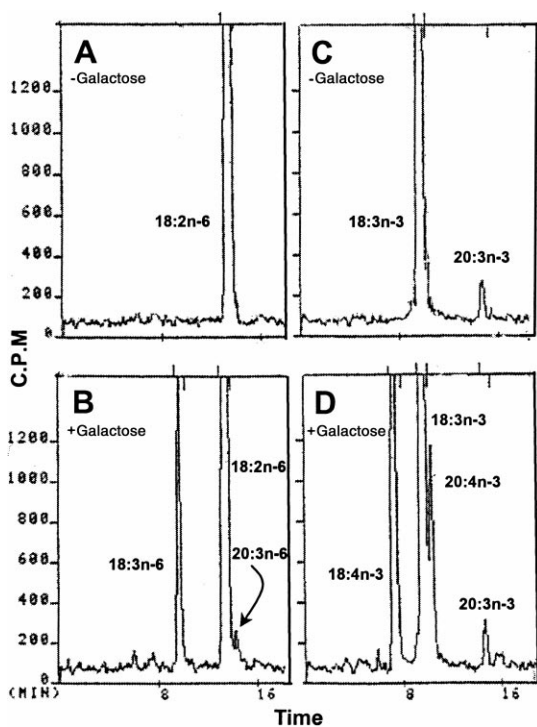 A
-Galactose
1200
1000
800
600
400
200
0
18:2n-6
C
-Galactose
18:3n-3
20:3n-3
C.P.M
B
+Galactose
1200
1000
800
600
400
200
0
(MIN)
8
16
18:3n-6
18:2n-6
20:3n-6
D
+Galactose
18:3n-3
20:4n-3
18:4n-3
20:3n-3
8
16
Time